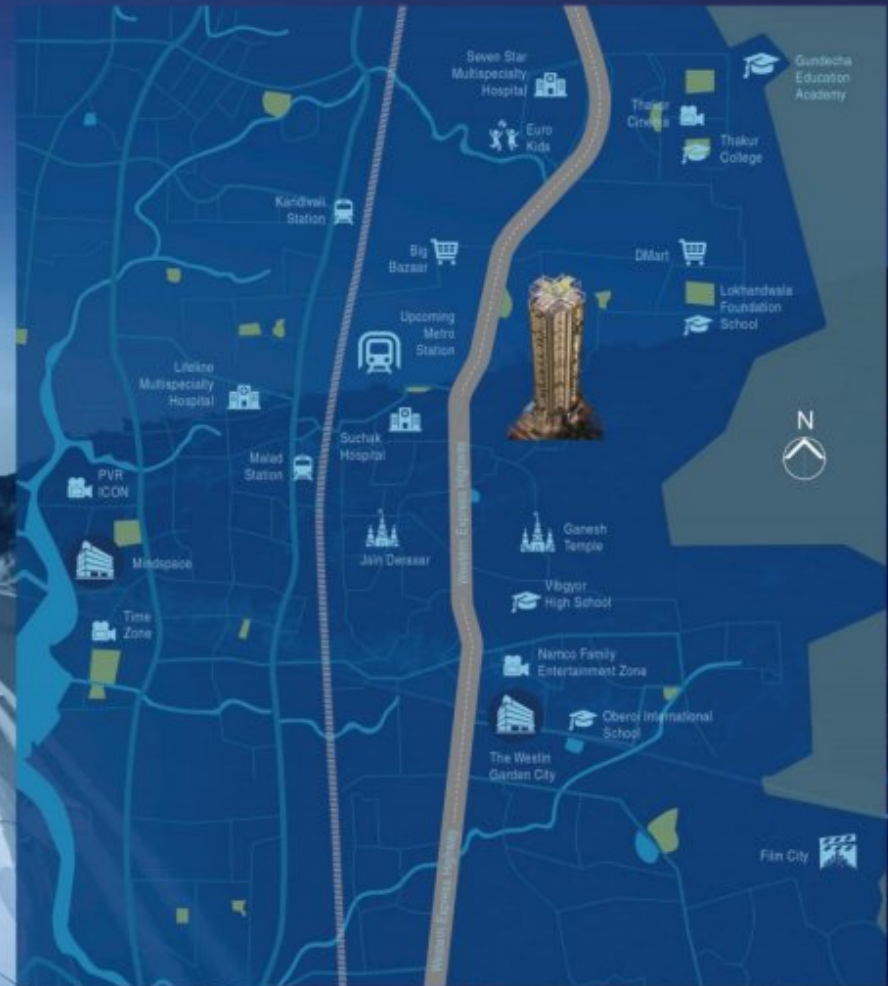 Seven Star
Multispecialty
Hospital
Gundecha
Education
Academy
Thakur
Cinema
Euro
Kids
Thakur
College
Kandivali
Station
Big
Bazaar
DMart
Lokhandwala
Foundation
School
Upcoming
Metro
Station
Lifeline
Multispecialty
Hospital
N
Suchak
Hospital
Malad
Station
PVR
ICON
Western Express Highway
Jain Derasar
Ganesh
Temple
Mindspace
Vibgyor
High School
Time
Zone
Namco Family
Entertainment Zone
Oberoi International
School
The Westin
Garden City
Film City
Western Express Highway